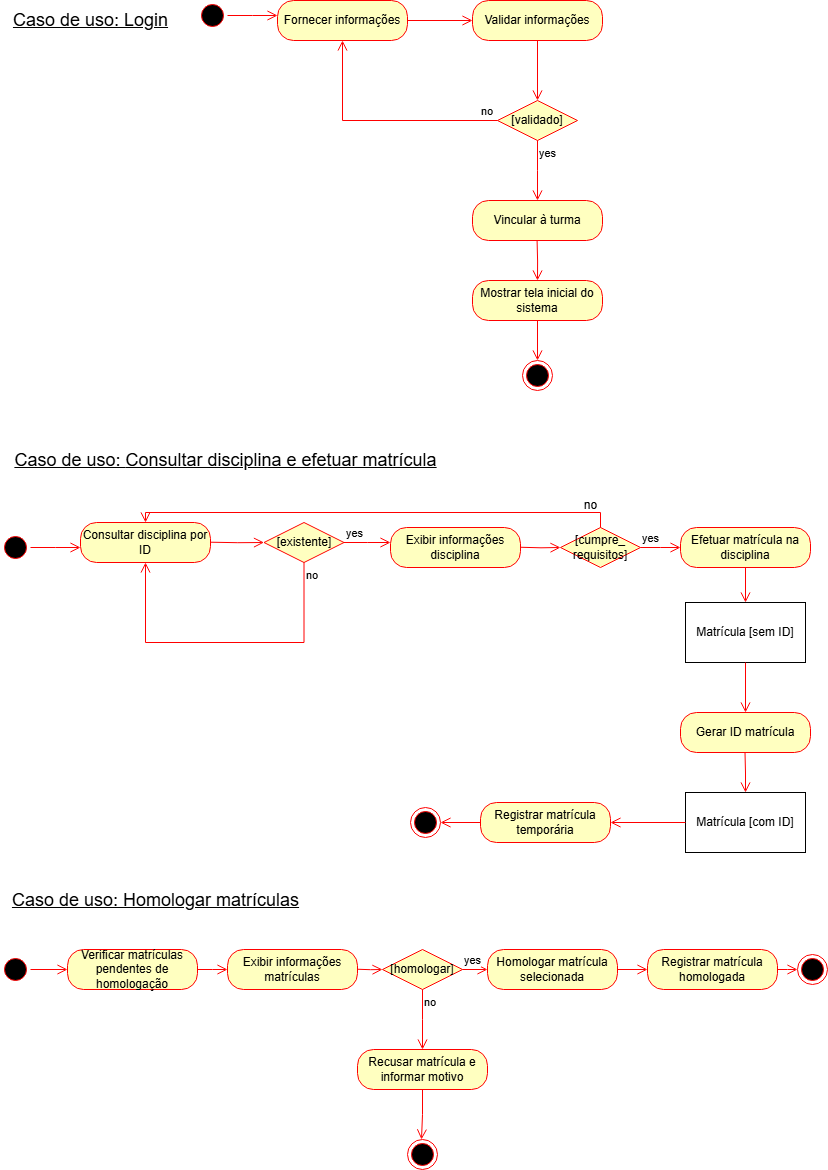 Caso de uso: Login
Fornecer informações
Validar informações
no
[validado]
yes
Vincular à turma
Mostrar tela inicial do
sistema
Caso de uso: Consultar disciplina e efetuar matrícula
no
Consultar disciplina por
ID
[existente]
yes
no
Exibir informações
disciplina
[cumpre_
requisitos]
yes
Efetuar matrícula na
disciplina
Matrícula [sem ID]
Gerar ID matrícula
Matrícula [com ID]
Registrar matrícula
temporária
Caso de uso: Homologar matrículas
Verificar matrículas
pendentes de
homologação
Exibir informações
matrículas
[homologar]
yes
no
Homologar matrícula
selecionada
Registrar matrícula
homologada
Recusar matrícula e
informar motivo